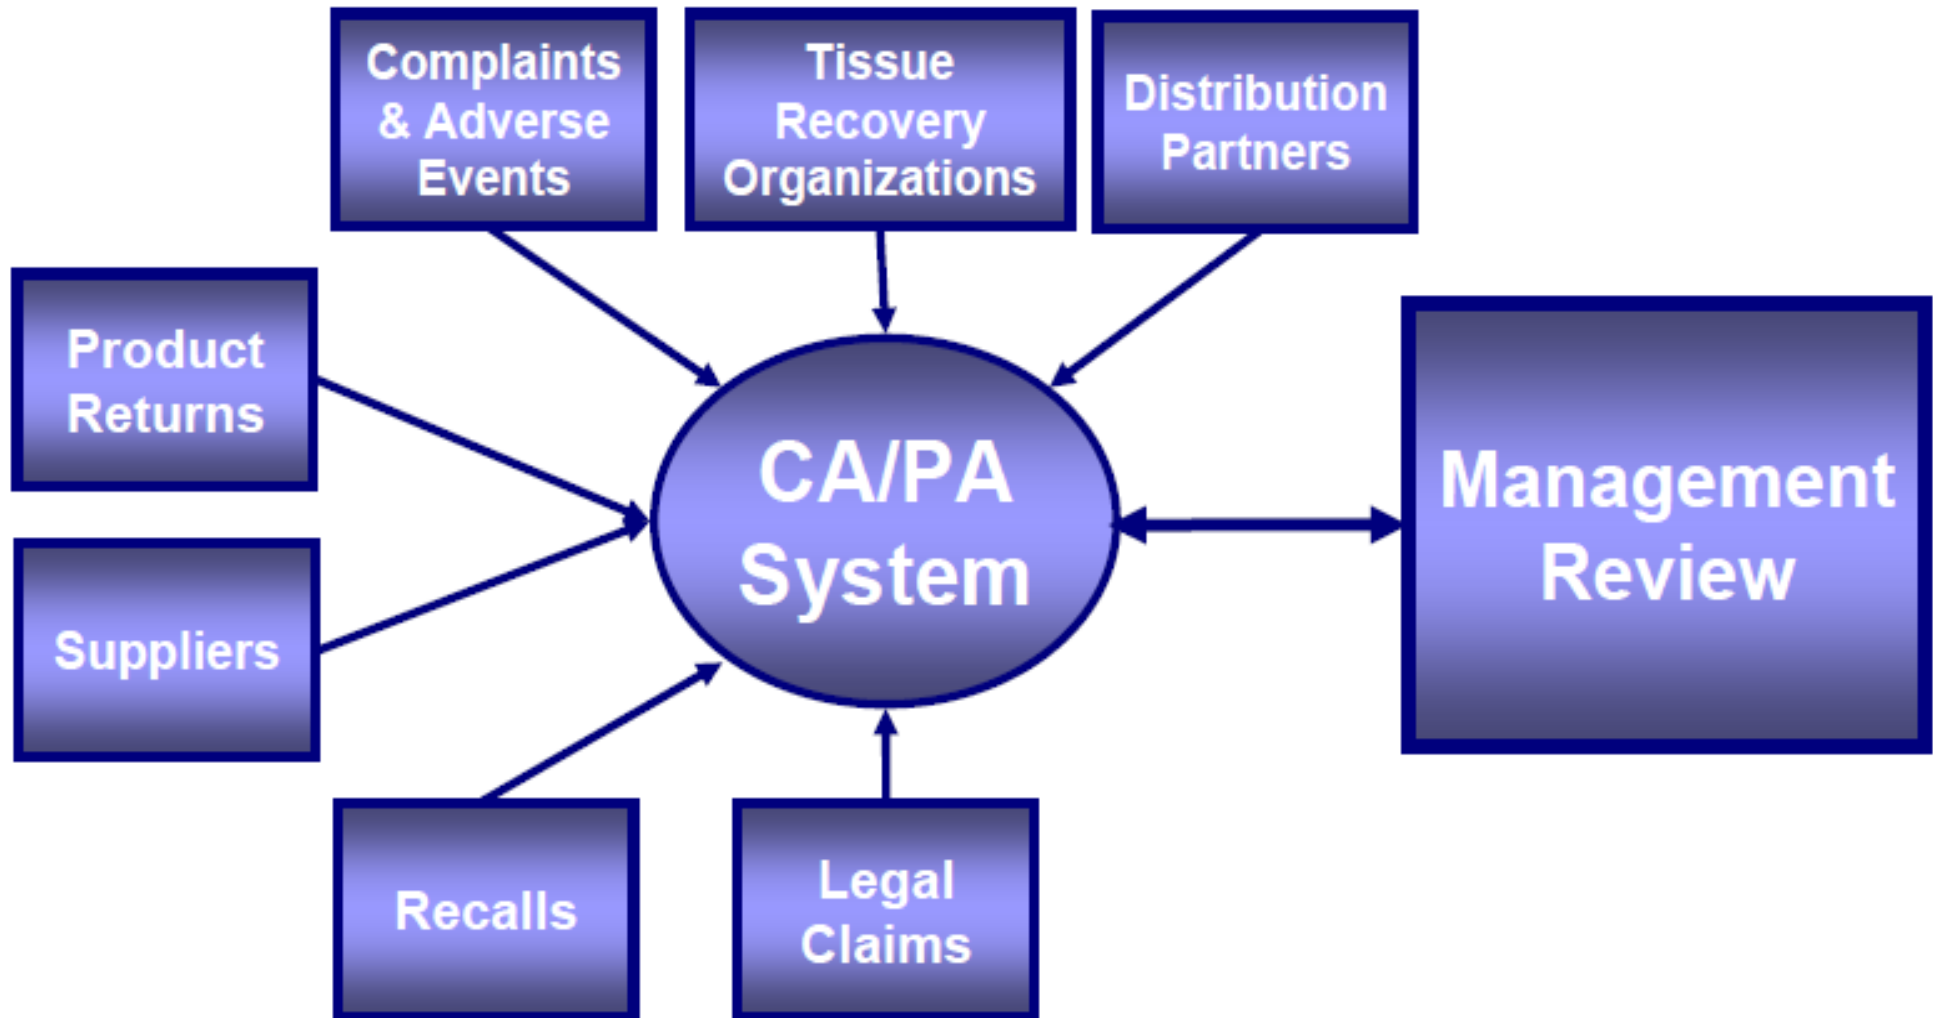 Complaints
& Adverse
Events
Tissue
Recovery
Organizations
Distribution
Partners
Product
Returns
CA/PA
System
Management
Review
Suppliers
Recalls
Legal
Claims